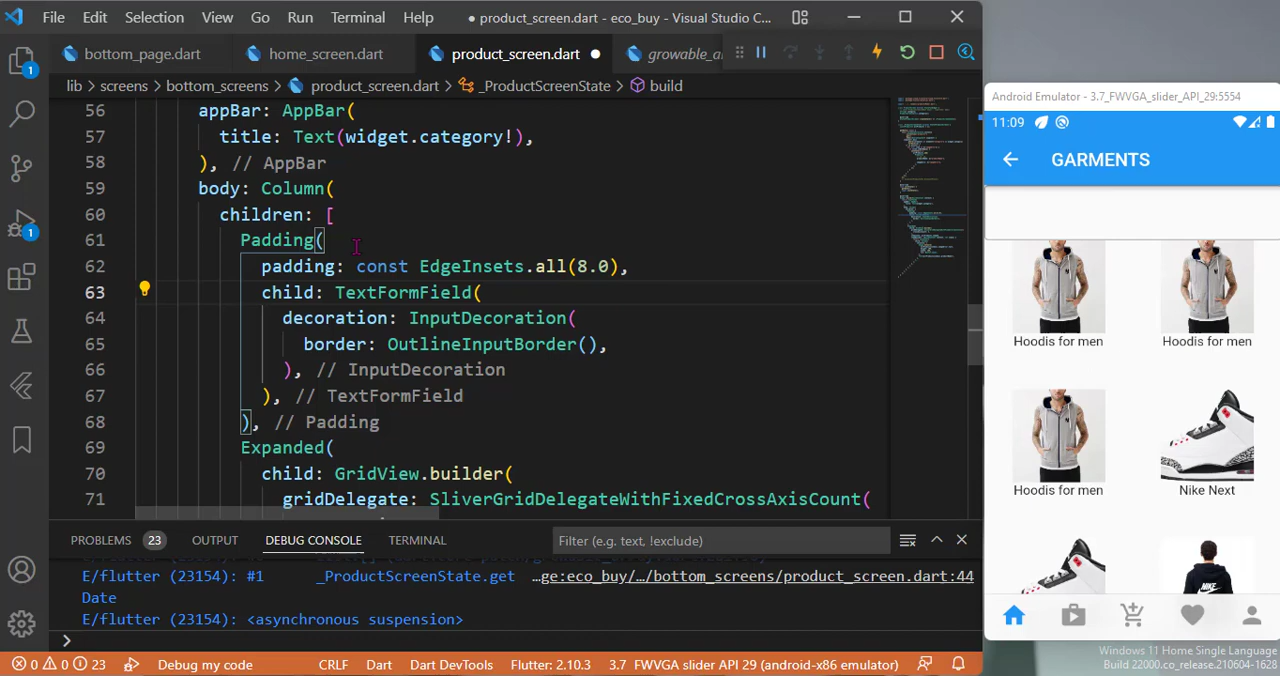 File Edit Selection View Go Run Terminal Help
● product_screen.dart - eco_buy - Visual Studio C...
bottom_page.dart home_screen.dart product_screen.dart ● growable_a
lib > screens > bottom_screens > product_screen.dart > _ProductScreenState > build
56 appBar: AppBar(
57 title: Text(widget.category!),
58 ), // AppBar
59 body: Column(
60 children: [
61 Padding(
62 padding: const EdgeInsets.all(8.0),
63 child: TextFormField(
64 decoration: InputDecoration(
65 border: OutlineInputBorder(),
66 ), // InputDecoration
67 ), // TextFormField
68 ), // Padding
69 Expanded(
70 child: GridView.builder(
71 gridDelegate: SliverGridDelegateWithFixedCrossAxisCount(
1
1
PROBLEMS 23 OUTPUT DEBUG CONSOLE TERMINAL Filter (e.g. text, !exclude)
E/flutter (23154): #1 _ProductScreenState.get …ge:eco_buy/…/bottom_screens/product_screen.dart:44
Date
E/flutter (23154): <asynchronous suspension>
>
0 0 23 Debug my code CRLF Dart Dart DevTools Flutter: 2.10.3 3.7 FWVGA slider API 29 (android-x86 emulator)
Android Emulator - 3.7_FWVGA_slider_API_29:5554
11:09
GARMENTS
Hoodis for men Hoodis for men
Hoodis for men Nike Next
NIKE
Windows 11 Home Single Language
Build 22000.co_release.210604-1628